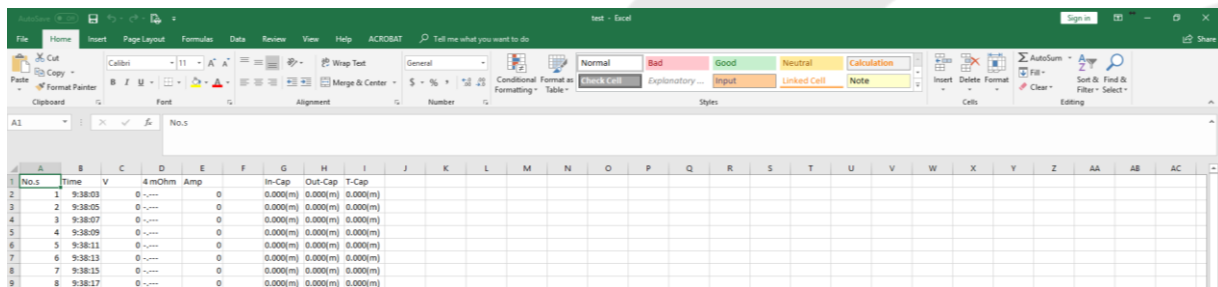 AutoSave Off test - Excel Sign in
File Home Insert Page Layout Formulas Data Review View Help ACROBAT Tell me what you want to do Share
Paste Cut Copy Format Painter
Calibri 11 A A
B I U A
Wrap Text
Merge & Center
General
$ % ,
Conditional Formatting Format as Table
Normal Bad Good Neutral Calculation
Check Cell Explanatory ... Input Linked Cell Note
Insert Delete Format
AutoSum Fill Clear
Sort & Filter Find & Select
Clipboard Font Alignment Number Styles Cells Editing
A1 fx No.s
A B C D E F G H I J K L M N O P Q R S T U V W X Y Z AA AB AC
1 No.s Time V 4 mOhm Amp In-Cap Out-Cap T-Cap
2 1 9:38:03 0 -.--- 0 0.000(m) 0.000(m) 0.000(m)
3 2 9:38:05 0 -.--- 0 0.000(m) 0.000(m) 0.000(m)
4 3 9:38:07 0 -.--- 0 0.000(m) 0.000(m) 0.000(m)
5 4 9:38:09 0 -.--- 0 0.000(m) 0.000(m) 0.000(m)
6 5 9:38:11 0 -.--- 0 0.000(m) 0.000(m) 0.000(m)
7 6 9:38:13 0 -.--- 0 0.000(m) 0.000(m) 0.000(m)
8 7 9:38:15 0 -.--- 0 0.000(m) 0.000(m) 0.000(m)
9 8 9:38:17 0 -.--- 0 0.000(m) 0.000(m) 0.000(m)